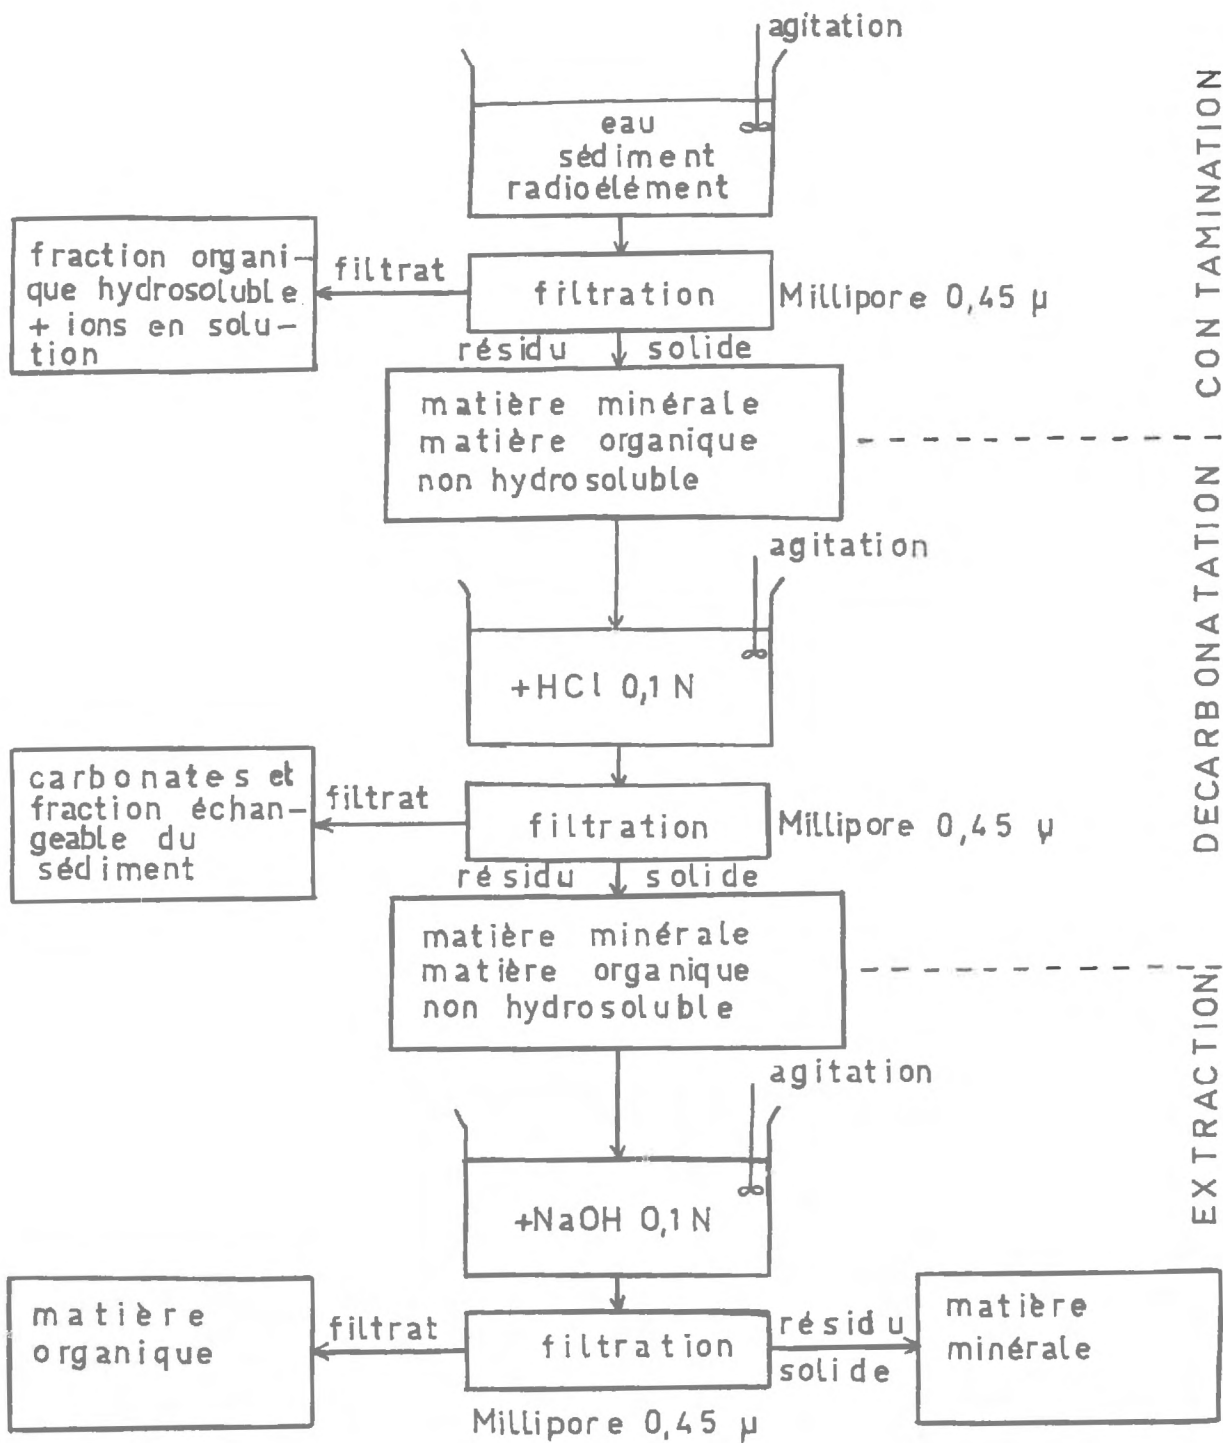 agitation
eau
sédiment
radioélément
fraction organi-
que hydrosoluble
+ ions en solu-
tion
filtrat
filtration
Millipore 0,45 µ
résidu solide
matière minérale
matière organique
non hydrosoluble
CONTAMINATION
agitation
+HCl 0,1 N
carbonates et
fraction échan-
geable du
sédiment
filtrat
filtration
Millipore 0,45 µ
résidu solide
matière minérale
matière organique
non hydrosoluble
DECARBONATATION
agitation
+NaOH 0,1 N
matière
organique
filtrat
filtration
résidu
solide
matière
minérale
Millipore 0,45 µ
EXTRACTION